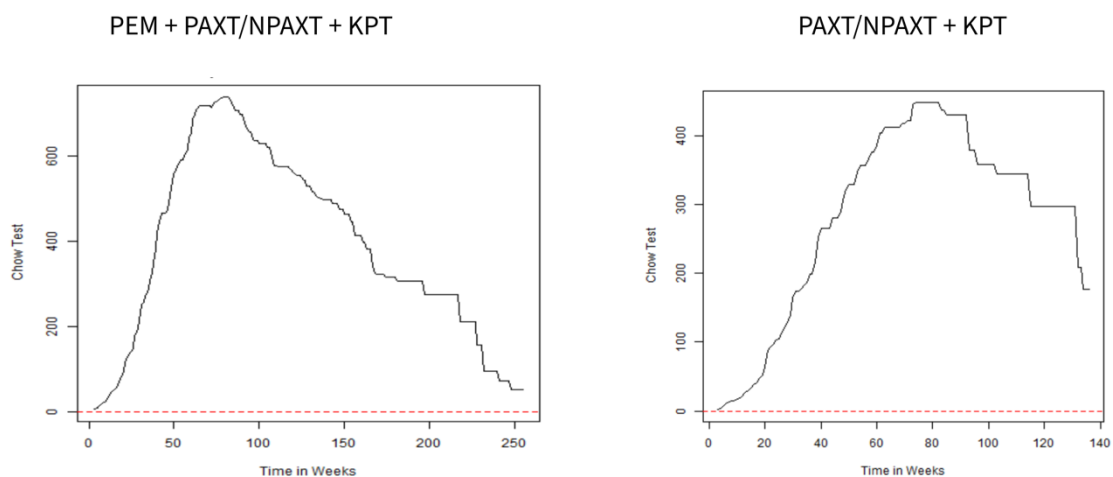 PEM + PAXT/NPAXT + KPT
Chow Test
0
200
400
600
0 50 100 150 200 250
Time in Weeks
PAXT/NPAXT + KPT
Chow Test
0
100
200
300
400
0 20 40 60 80 100 120 140
Time in Weeks